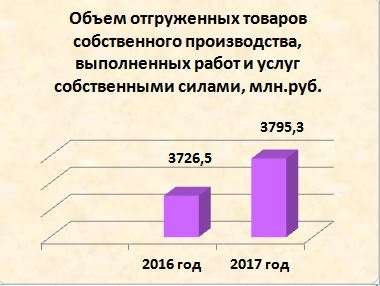 Объем отгруженных товаров
собственного производства,
выполненных работ и услуг
собственными силами, млн.руб.
3795,3
3726,5
2016 год 2017 год